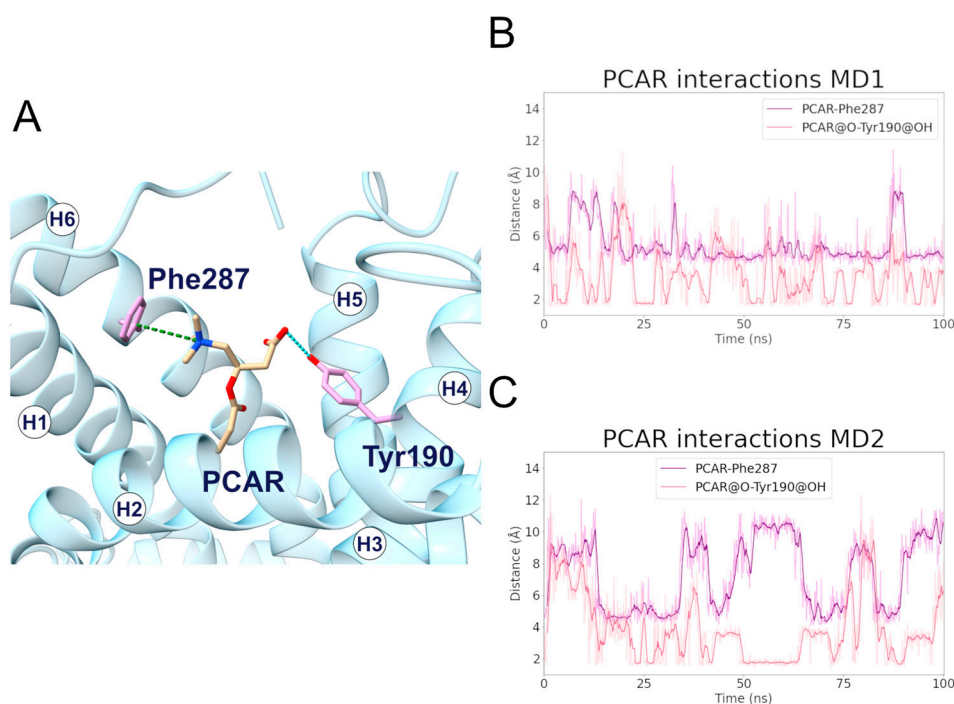 A
H6
Phe287
H5
H4
H1
Tyr190
PCAR
H2
H3
B
PCAR interactions MD1
PCAR-Phe287
PCAR@O-Tyr190@OH
Distance (Å)
14
12
10
8
6
4
2
0 25 50 75 100
Time (ns)
C
PCAR interactions MD2
PCAR-Phe287
PCAR@O-Tyr190@OH
Distance (Å)
14
12
10
8
6
4
2
0 25 50 75 100
Time (ns)